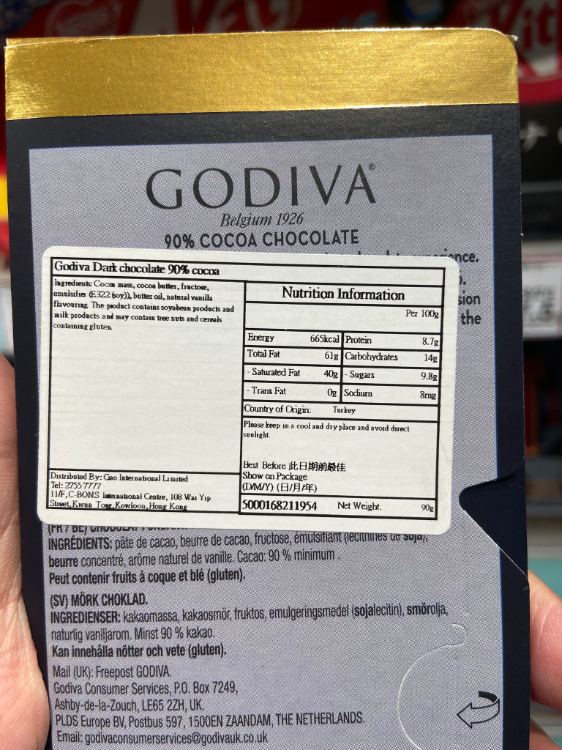 GODIVA®
Belgium 1926
90% COCOA CHOCOLATE
ence.
sion
the
Godiva Dark chocolate 90% cocoa
Ingredients: Cocoa mass, cocoa butter, fructose,
emulsifier (E322 (soy)), butter oil, natural vanilla
flavouring. The product contains soyabean products and
milk products and may contain tree nuts and cereals
containing gluten.
Nutrition Information
Per 100g
Energy 665kcal Protein 8.7g
Total Fat 61g Carbohydrates 14g
- Saturated Fat 40g - Sugars 9.8g
- Trans Fat 0g Sodium 8mg
Country of Origin: Turkey
Please keep in a cool and dry place and avoid direct
sunlight.
Best Before 此日期前最佳
Show on Package
(D/M/Y) (日/月/年)
5000168211954 Net Weight. 90g
Distributed By: Gao International Limited
Tel: 2755 7777
11/F, C-BONS International Centre, 108 Wai Yip
Street, Kwun Tong, Kowloon, Hong Kong
(FR / BE)
INGRÉDIENTS: pâte de cacao, beurre de cacao, fructose, émulsifiant (lécithines de soja),
beurre concentré, arôme naturel de vanille. Cacao: 90 % minimum.
Peut contenir fruits à coque et blé (gluten).
(SV) MÖRK CHOKLAD.
INGREDIENSER: kakaomassa, kakaosmör, fruktos, emulgeringsmedel (sojalecitin), smörolja,
naturlig vaniljarom. Minst 90 % kakao.
Kan innehålla nötter och vete (gluten).
Mail (UK): Freepost GODIVA.
Godiva Consumer Services, P.O. Box 7249,
Ashby-de-la-Zouch, LE65 2ZH, UK.
PLDS Europe BV, Postbus 597, 1500EN ZAANDAM, THE NETHERLANDS.
Email: godivaconsumerservices@godivauk.co.uk